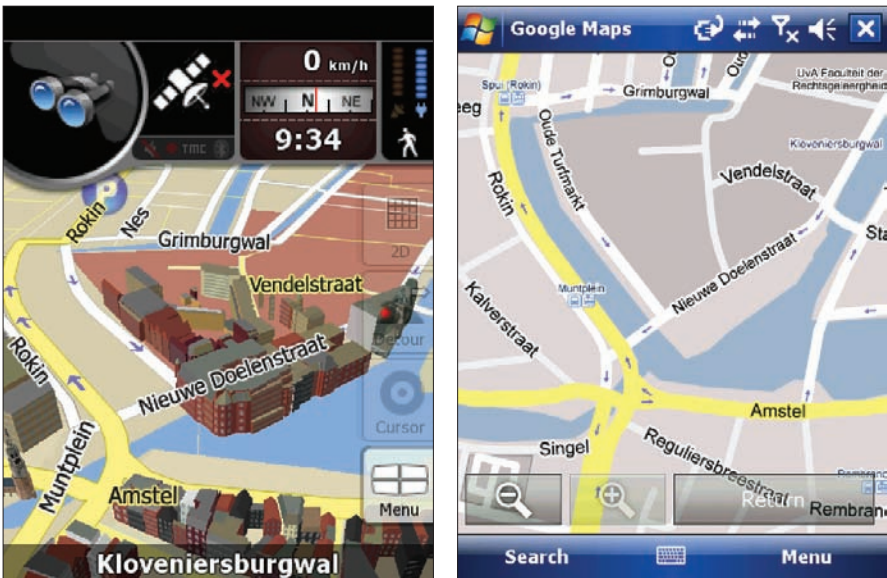 0 km/h
NW N NE
9:34
TMC
P
Rokin
Nes
Grimburgwal
2D
Vendelstraat
Detour
Rokin
Nieuwe Doelenstraat
Cursor
Muntplein
Amstel
Menu
Kloveniersburgwal
Google Maps
Spui (Rokin)
Grimburgwal
UvA Faculteit der
Rechtsgeleerdheid
eeg
Oude Turfmarkt
Kloveniersburgwal
Rokin
Vendelstraat
Sta
Muntplein
Nieuwe Doelenstraat
Kalverstraat
Amstel
Singel
Reguliersbreestraat
Return
Rembran
Search
Menu